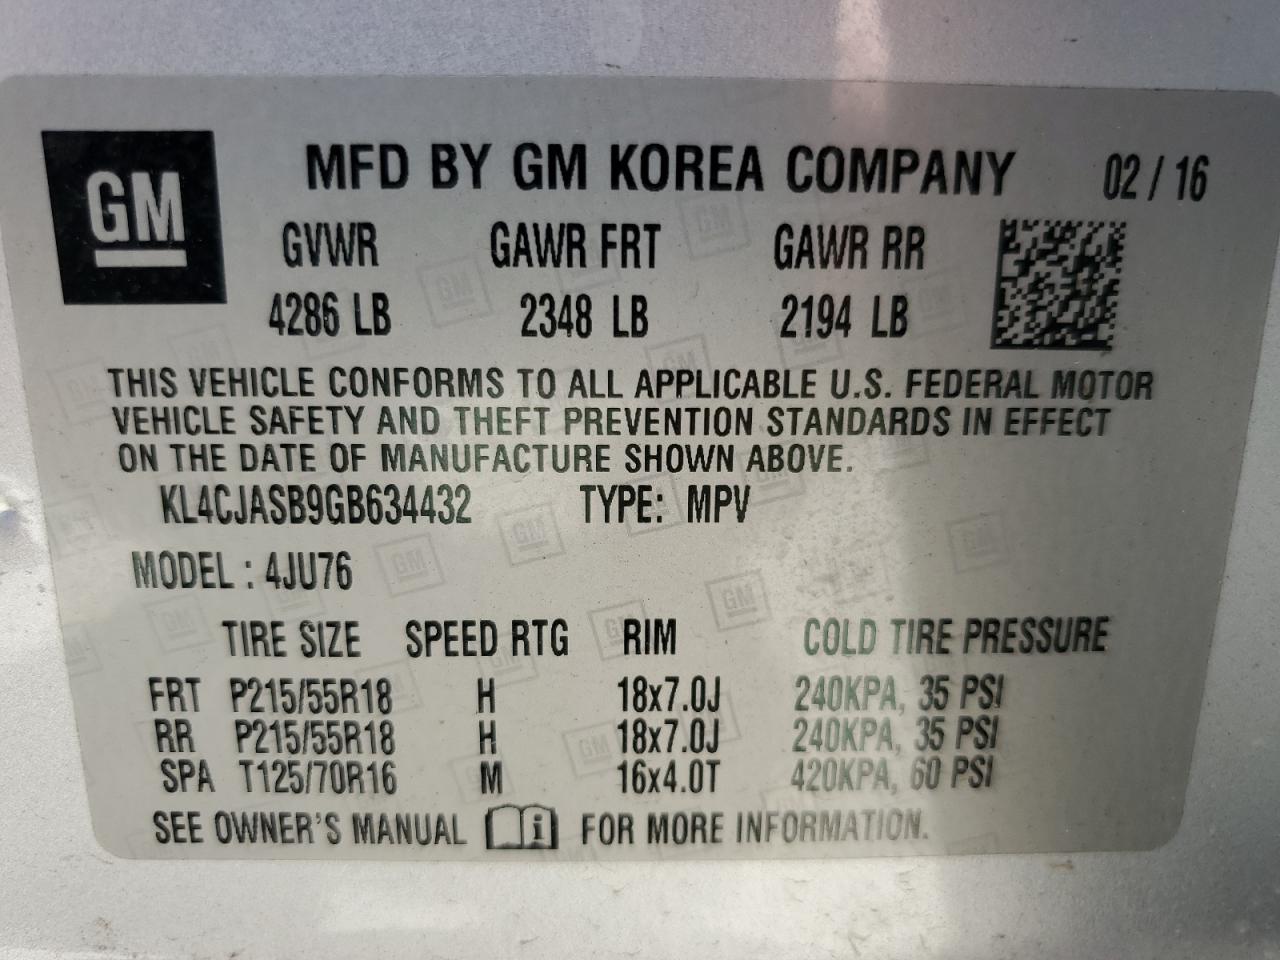 GM
MFD BY GM KOREA COMPANY 02 / 16
GVWR GAWR FRT GAWR RR
4286 LB 2348 LB 2194 LB
THIS VEHICLE CONFORMS TO ALL APPLICABLE U.S. FEDERAL MOTOR
VEHICLE SAFETY AND THEFT PREVENTION STANDARDS IN EFFECT
ON THE DATE OF MANUFACTURE SHOWN ABOVE.
KL4CJASB9GB634432 TYPE: MPV
MODEL : 4JU76
TIRE SIZE SPEED RTG RIM COLD TIRE PRESSURE
FRT P215/55R18 H 18x7.0J 240KPA, 35 PSI
RR P215/55R18 H 18x7.0J 240KPA, 35 PSI
SPA T125/70R16 M 16x4.0T 420KPA, 60 PSI
SEE OWNER'S MANUAL i FOR MORE INFORMATION.